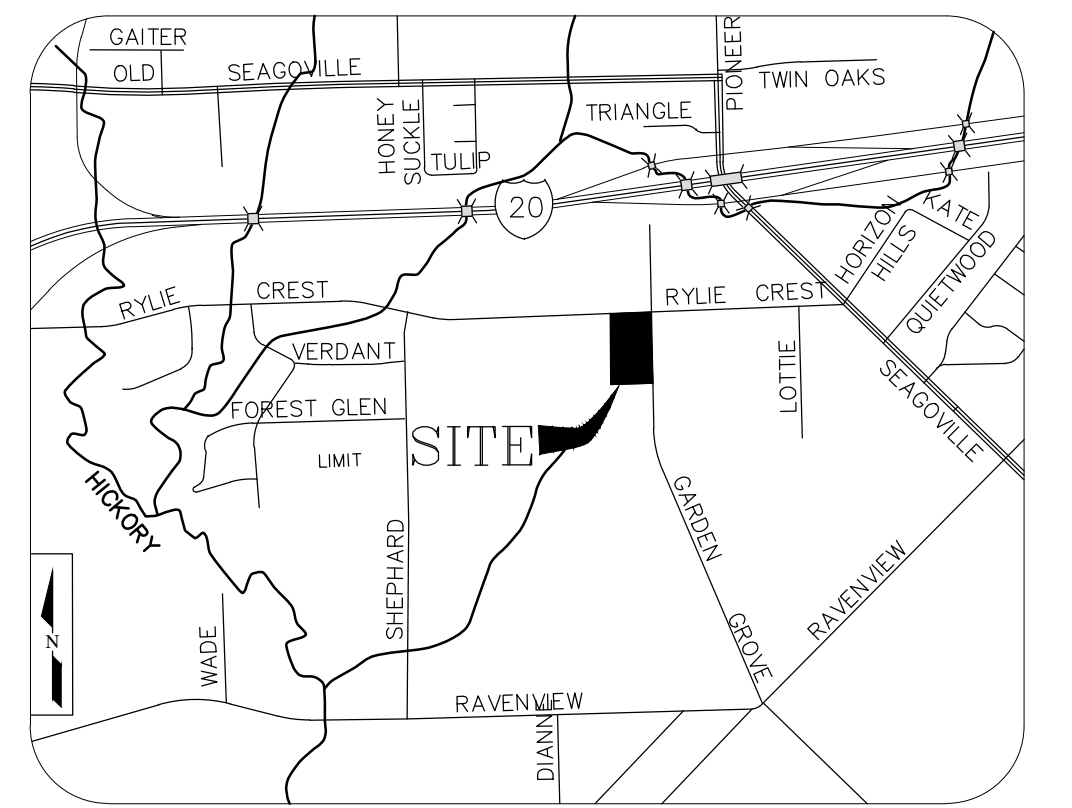 GAITER
OLD
SEAGOVILLE
PIONEER
TWIN OAKS
HONEY
SUCKLE
TULIP
TRIANGLE
20
HORIZON
HILLS
KATE
QUIETWOOD
RYLIE CREST
RYLIE CREST
VERDANT
LOTTIE
SEAGOVILLE
FOREST GLEN
SITE
LIMIT
HICKORY
SHEPHARD
GARDEN
GROVE
RAVENVIEW
N
WADE
RAVENVIEW
DIANNE